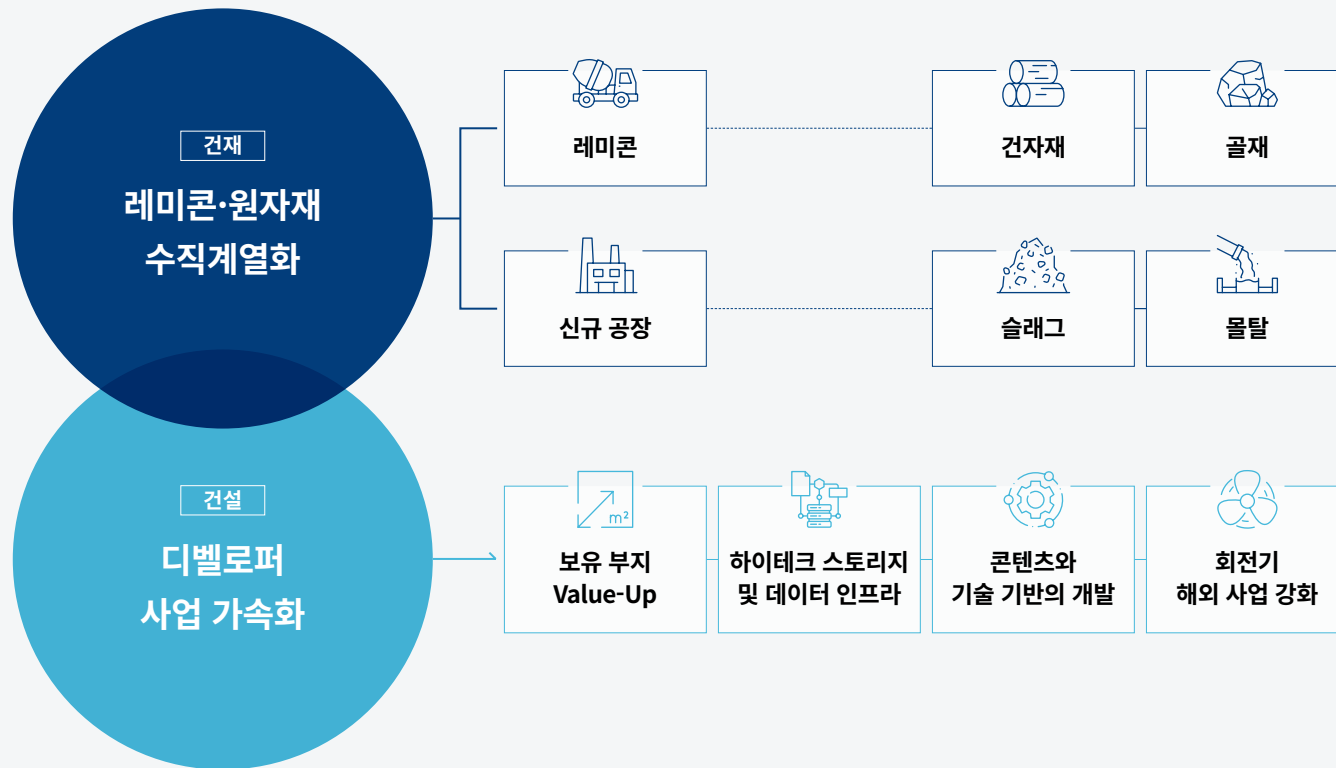 건재
레미콘·원자재
수직계열화
레미콘
건자재
골재
신규 공장
슬래그
몰탈
건설
디벨로퍼
사업 가속화
m²
보유 부지
Value-Up
하이테크 스토리지
및 데이터 인프라
콘텐츠와
기술 기반의 개발
회전기
해외 사업 강화